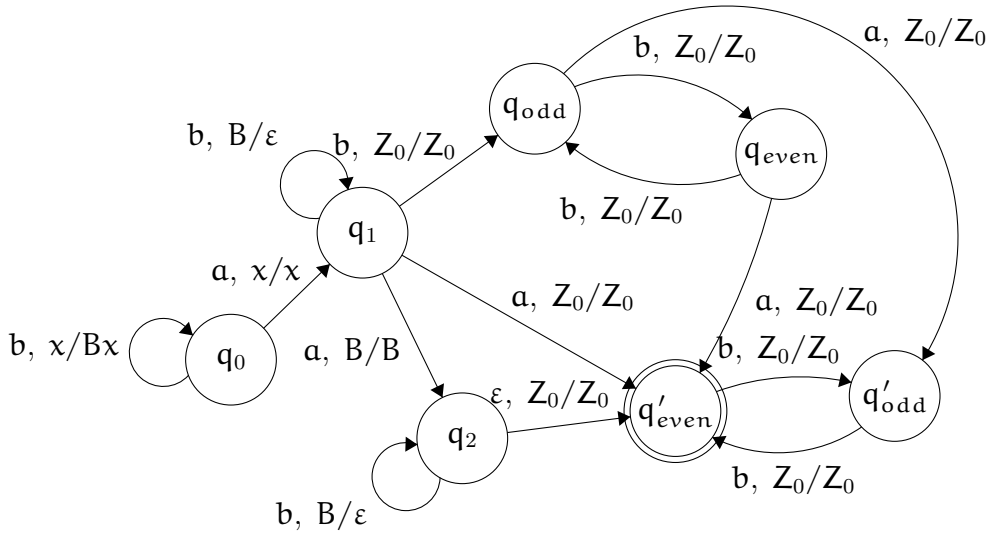 a, Z₀/Z₀
b, Z₀/Z₀
q_odd
b, B/ε
b, Z₀/Z₀
q_even
b, Z₀/Z₀
q₁
a, x/x
a, Z₀/Z₀
a, Z₀/Z₀
b, x/Bx
q₀
a, B/B
b, Z₀/Z₀
ε, Z₀/Z₀
q′_even
q′_odd
q₂
b, Z₀/Z₀
b, B/ε